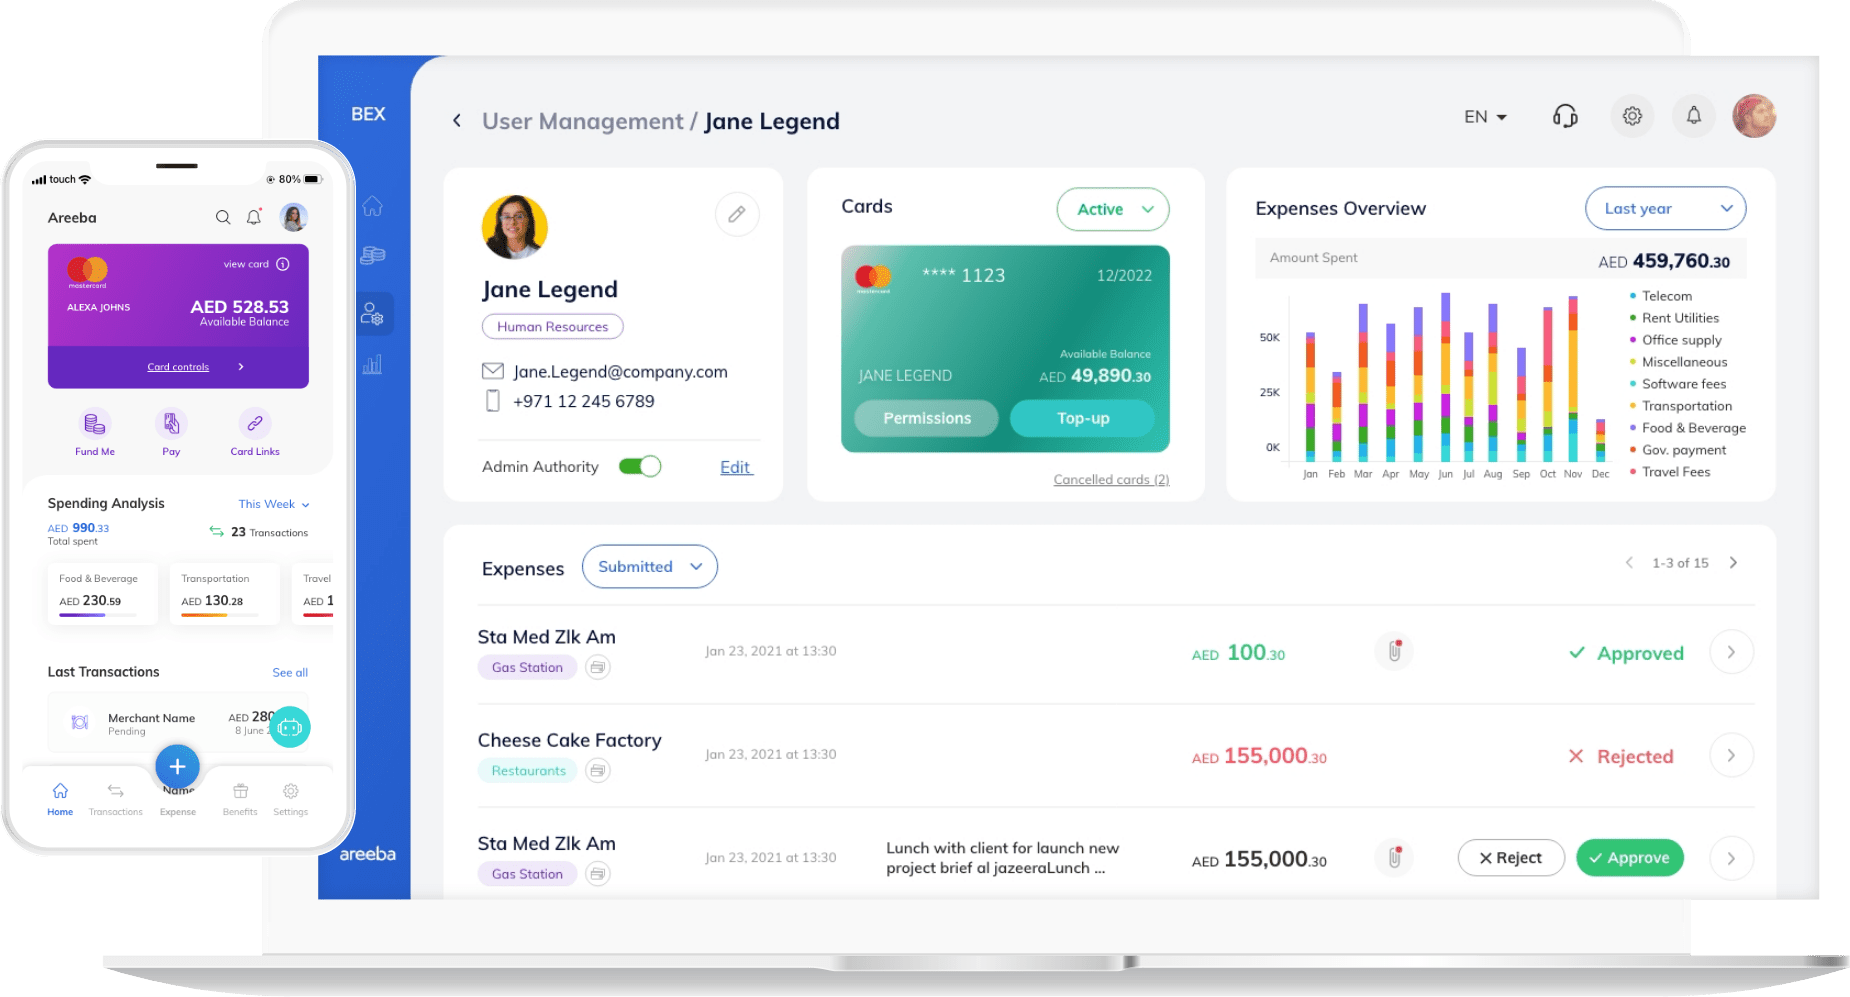 BEX
User Management / Jane Legend
EN
Jane Legend
Human Resources
Jane.Legend@company.com
+971 12 245 6789
Admin Authority
Edit
Cards
Active
mastercard
**** 1123
12/2022
Available Balance
JANE LEGEND
AED 49,890.30
Permissions
Top-up
Cancelled cards (2)
Expenses Overview
Last year
Amount Spent
AED 459,760.30
50K
25K
0K
Jan Feb Mar Apr May Jun Jul Aug Sep Oct Nov Dec
Telecom
Rent Utilities
Office supply
Miscellaneous
Software fees
Transportation
Food & Beverage
Gov. payment
Travel Fees
Expenses
Submitted
1-3 of 15
Sta Med Zlk Am
Gas Station
Jan 23, 2021 at 13:30
AED 100.30
Approved
Cheese Cake Factory
Restaurants
Jan 23, 2021 at 13:30
AED 155,000.30
Rejected
Sta Med Zlk Am
Gas Station
Jan 23, 2021 at 13:30
Lunch with client for launch new
project brief al jazeeraLunch ...
AED 155,000.30
Reject
Approve
areeba
touch
80%
Areeba
mastercard
view card
ALEXA JOHNS
AED 528.53
Available Balance
Card controls
Fund Me
Pay
Card Links
Spending Analysis
This Week
AED 990.33
Total spent
23 Transactions
Food & Beverage
AED 230.59
Transportation
AED 130.28
Travel
AED 1
Last Transactions
See all
Merchant Name
Pending
AED 280
8 June
Name
Home
Transactions
Expense
Benefits
Settings